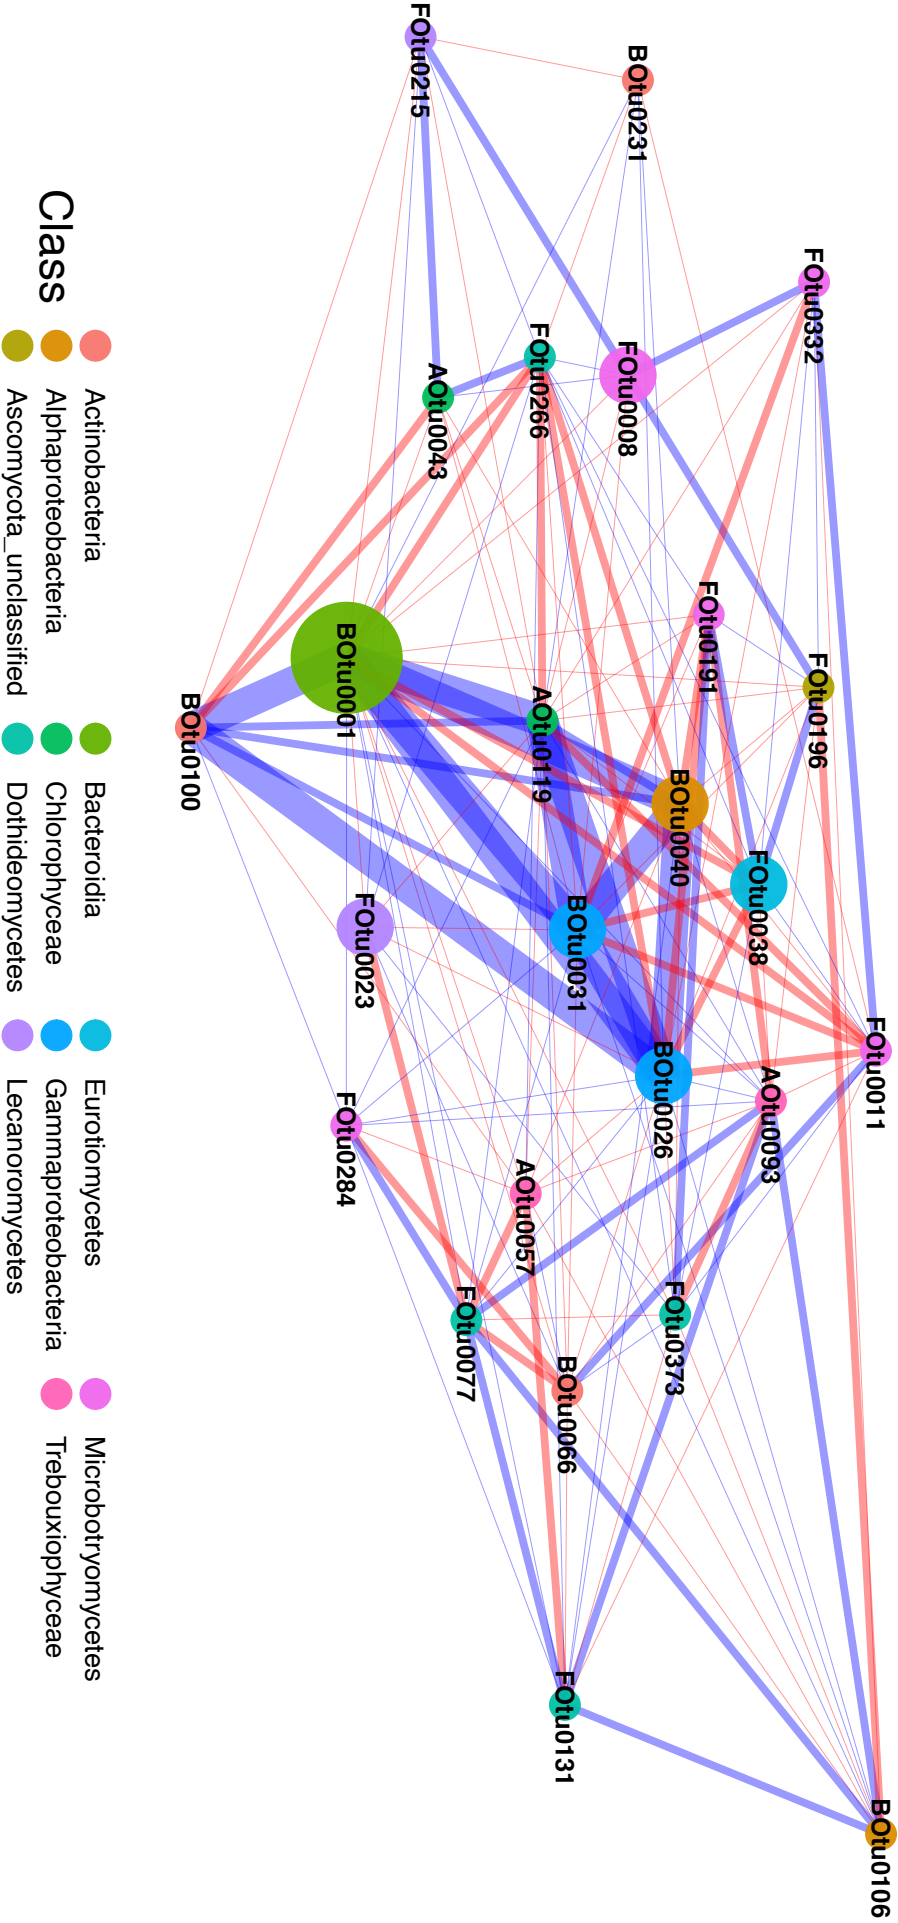 FOtu0215
BOtu0231
FOtu0332
FOtu0266
FOtu0008
AOtu0043
FOtu0191
BOtu0001
FOtu0196
AOtu0119
BOtu0100
BOtu0040
FOtu0038
FOtu0023
BOtu0031
FOtu0011
BOtu0026
AOtu0093
FOtu0284
AOtu0057
FOtu0373
FOtu0077
BOtu0066
FOtu0131
BOtu0106
Class
Actinobacteria
Alphaproteobacteria
Ascomycota_unclassified
Bacteroidia
Chlorophyceae
Dothideomycetes
Eurotiomycetes
Gammaproteobacteria
Lecanoromycetes
Microbotryomycetes
Trebouxiophyceae